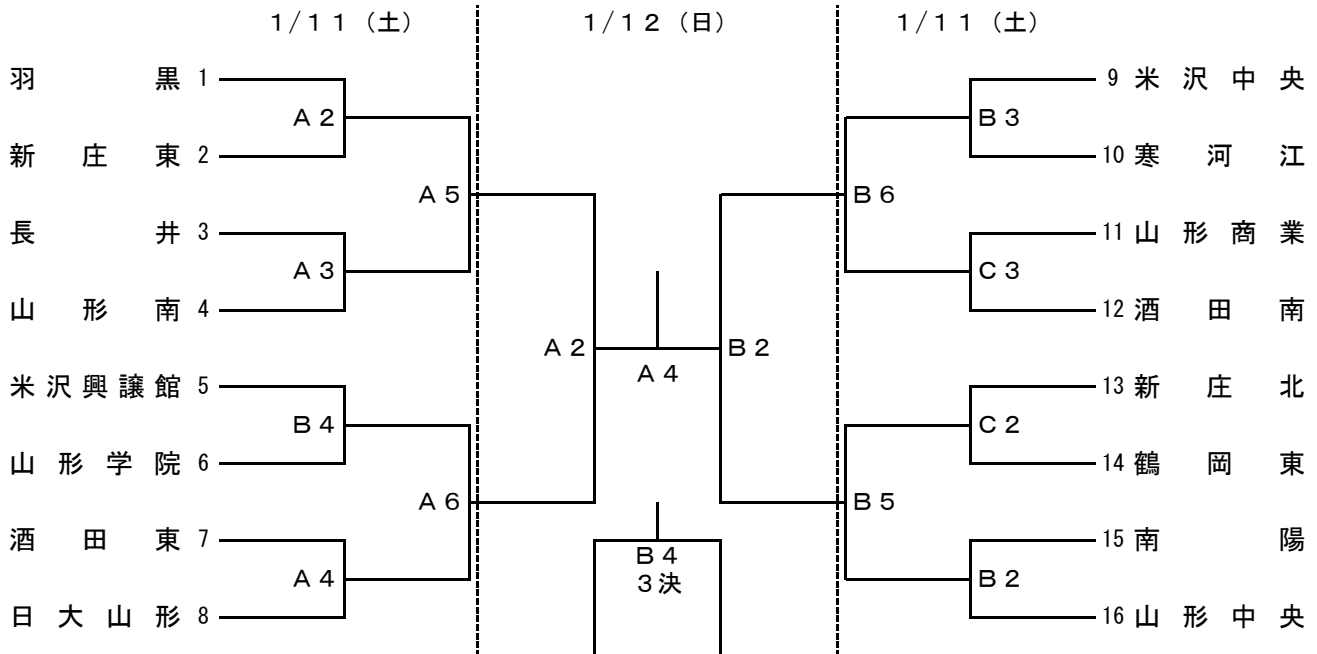 1/11（土） 1/12（日） 1/11（土）
羽黒 1 9 米沢中央
A2 B3
新庄東 2 10 寒河江
A5 B6
長井 3 11 山形商業
A3 C3
山形南 4 12 酒田南
A2 B2
A4
米沢興譲館 5 13 新庄北
B4 C2
山形学院 6 14 鶴岡東
A6 B5
酒田東 7 15 南陽
B4
A4 3決 B2
日大山形 8 16 山形中央